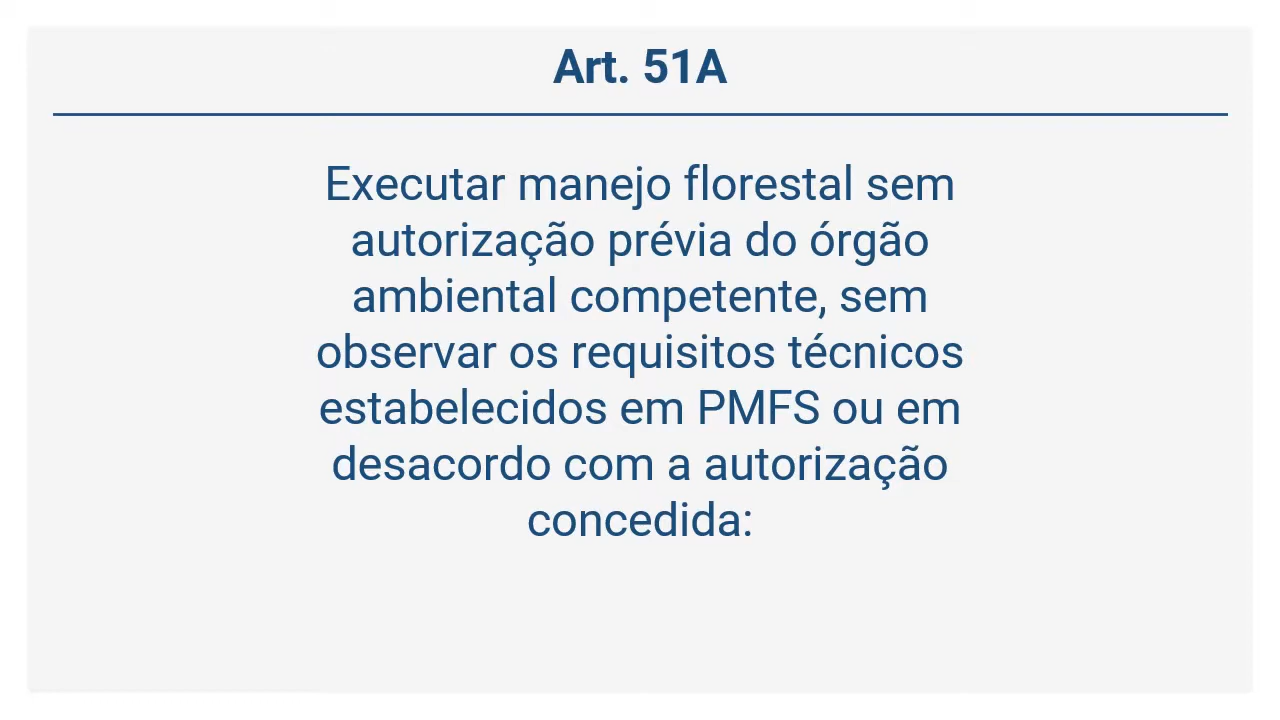 Art. 51A
Executar manejo florestal sem
autorização prévia do órgão
ambiental competente, sem
observar os requisitos técnicos
estabelecidos em PMFS ou em
desacordo com a autorização
concedida: